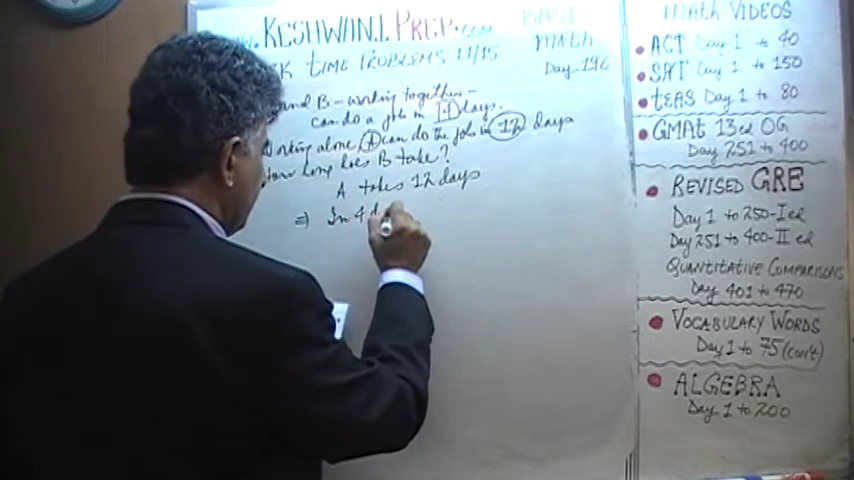 KESHWANI PREP.com
TIME PROBLEMS 11/15
BASIC
MATH
Day 196
and B - working together -
can do a job in 4 days.
Working alone A can do the job in 12 days
How long does B take?
A takes 12 days
⇒ In 4 d
MATH VIDEOS
ACT Day 1 to 40
SAT Day 1 to 150
TEAS Day 1 to 80
GMAT 13ed OG
Day 251 to 400
REVISED GRE
Day 1 to 250-I ed
Day 251 to 400-II ed
QUANTITATIVE COMPARISONS
Day 401 to 470
VOCABULARY WORDS
Day 1 to 75 (cont.)
ALGEBRA
Day 1 to 200